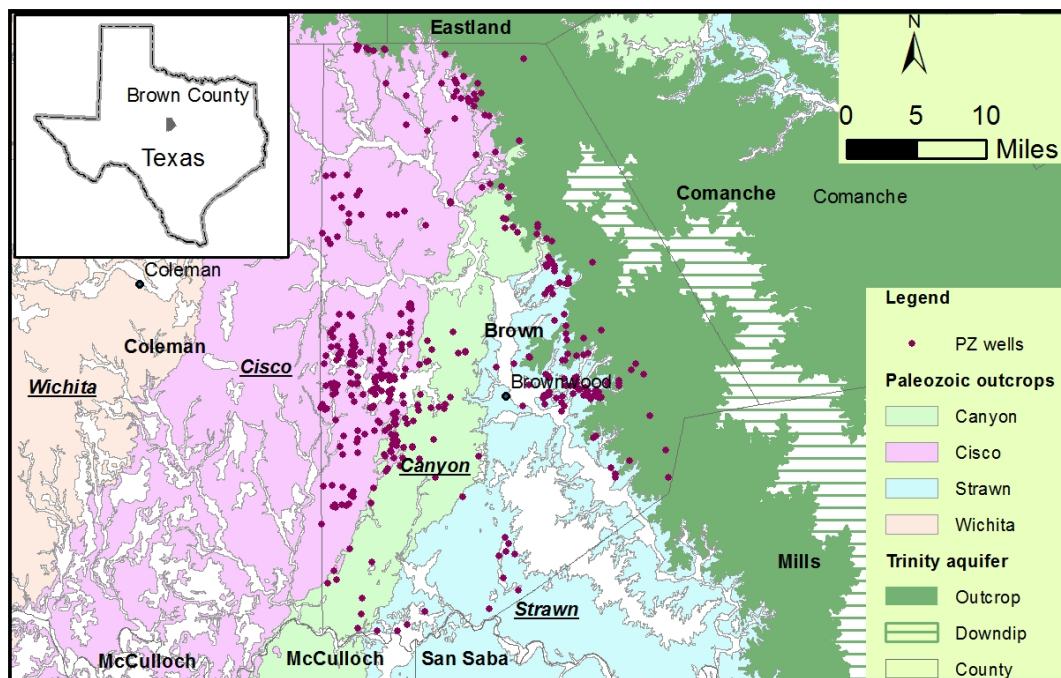 Eastland
N
0 5 10
Miles
Brown County
Texas
Comanche
Comanche
Coleman
Legend
PZ wells
Brown
Coleman
Cisco
Wichita
Paleozoic outcrops
Brownwood
Canyon
Cisco
Canyon
Strawn
Wichita
Trinity aquifer
Mills
Outcrop
Strawn
Downdip
McCulloch
McCulloch
San Saba
County